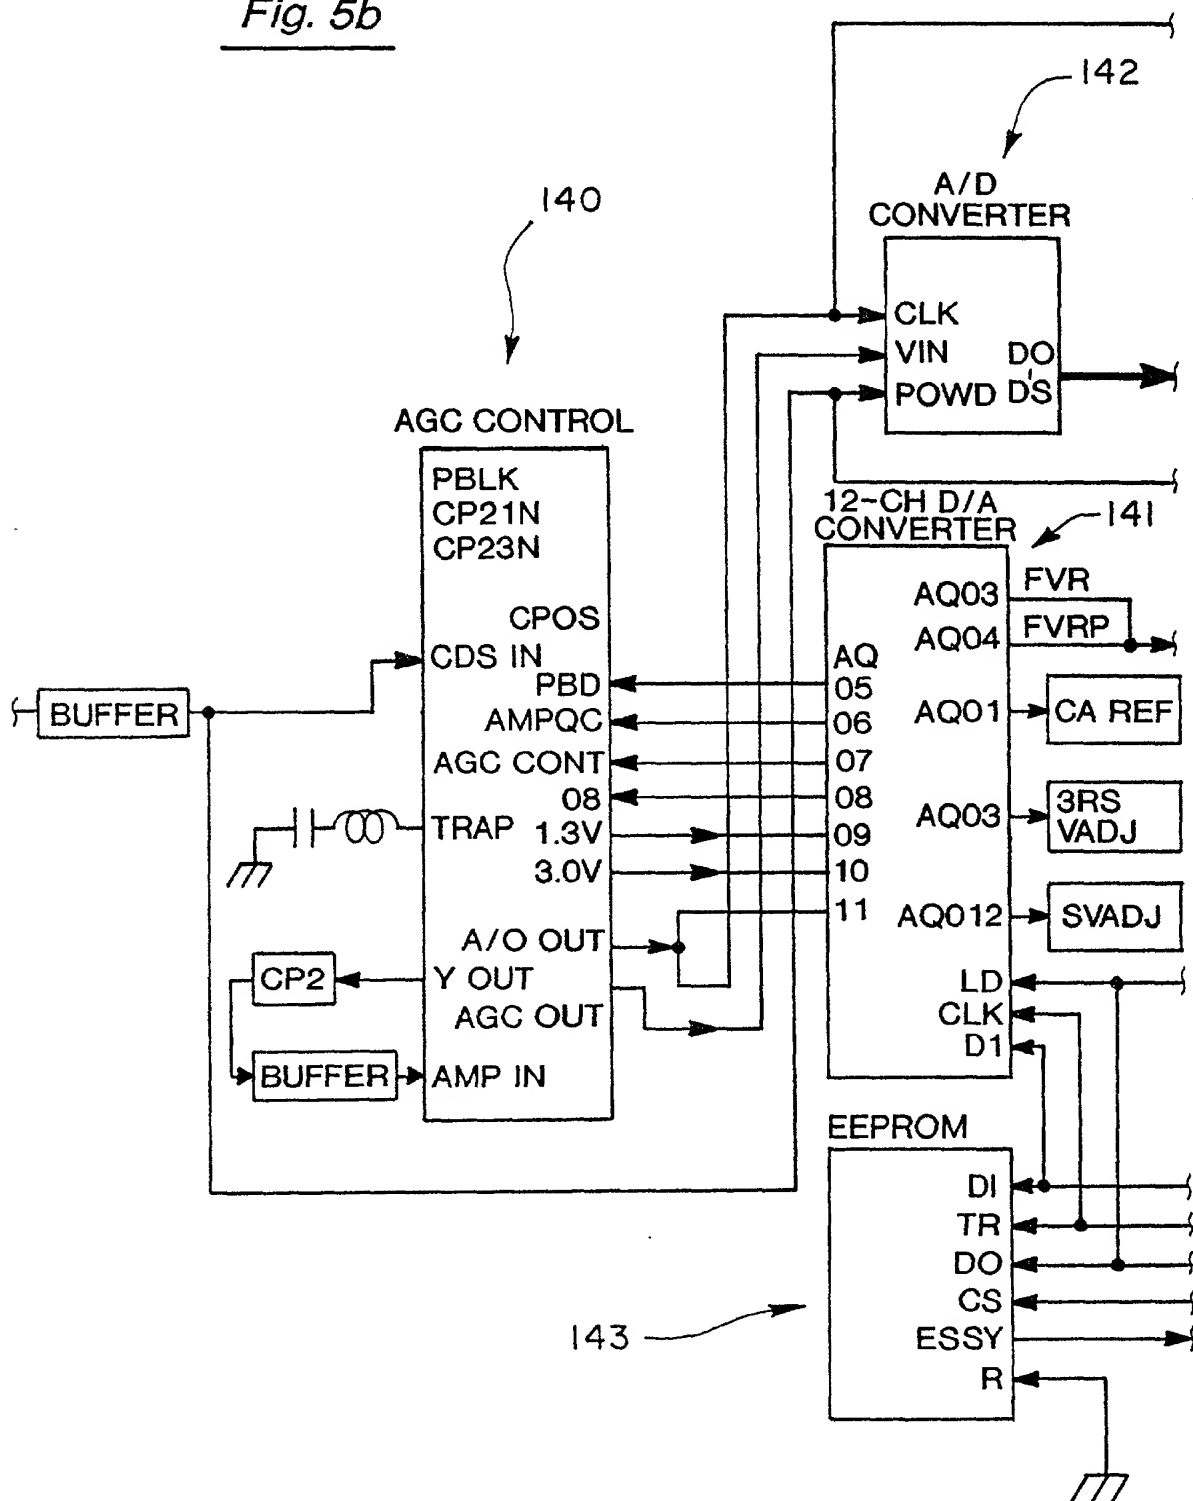 Fig. 5b
142
A/D
CONVERTER
CLK
VIN
POWD
DO
D'S
140
AGC CONTROL
PBLK
CP21N
CP23N
CPOS
CDS IN
PBD
AMPQC
AGC CONT
08
TRAP
1.3V
3.0V
A/O OUT
Y OUT
AGC OUT
AMP IN
BUFFER
CP2
BUFFER
12-CH D/A
CONVERTER
141
AQ03
FVR
AQ04
FVRP
AQ
05
06
07
08
09
10
11
AQ01
CA REF
AQ03
3RS
VADJ
AQ012
SVADJ
LD
CLK
D1
EEPROM
DI
TR
DO
CS
ESSY
R
143